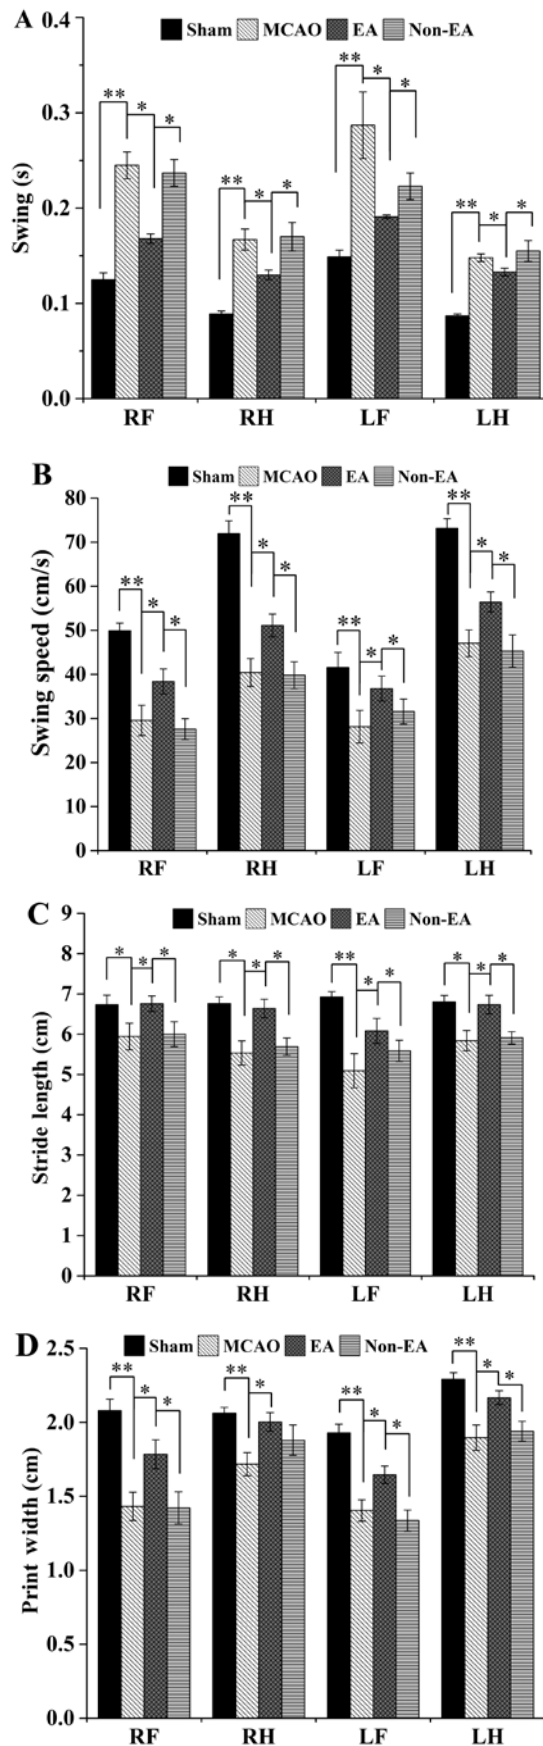 A
Sham MCAO EA Non-EA
Swing (s)
0.4
0.3
0.2
0.1
0.0
** * *
** * *
** * *
** * *
RF RH LF LH
B
Sham MCAO EA Non-EA
Swing speed (cm/s)
80
70
60
50
40
30
20
10
0
** * *
** * *
** * *
** * *
RF RH LF LH
C
Sham MCAO EA Non-EA
Stride length (cm)
9
8
7
6
5
4
3
2
1
0
* * *
* * *
** * *
* * *
RF RH LF LH
D
Sham MCAO EA Non-EA
Print width (cm)
2.5
2.0
1.5
1.0
0.5
0.0
** * *
** *
** * *
** * *
RF RH LF LH